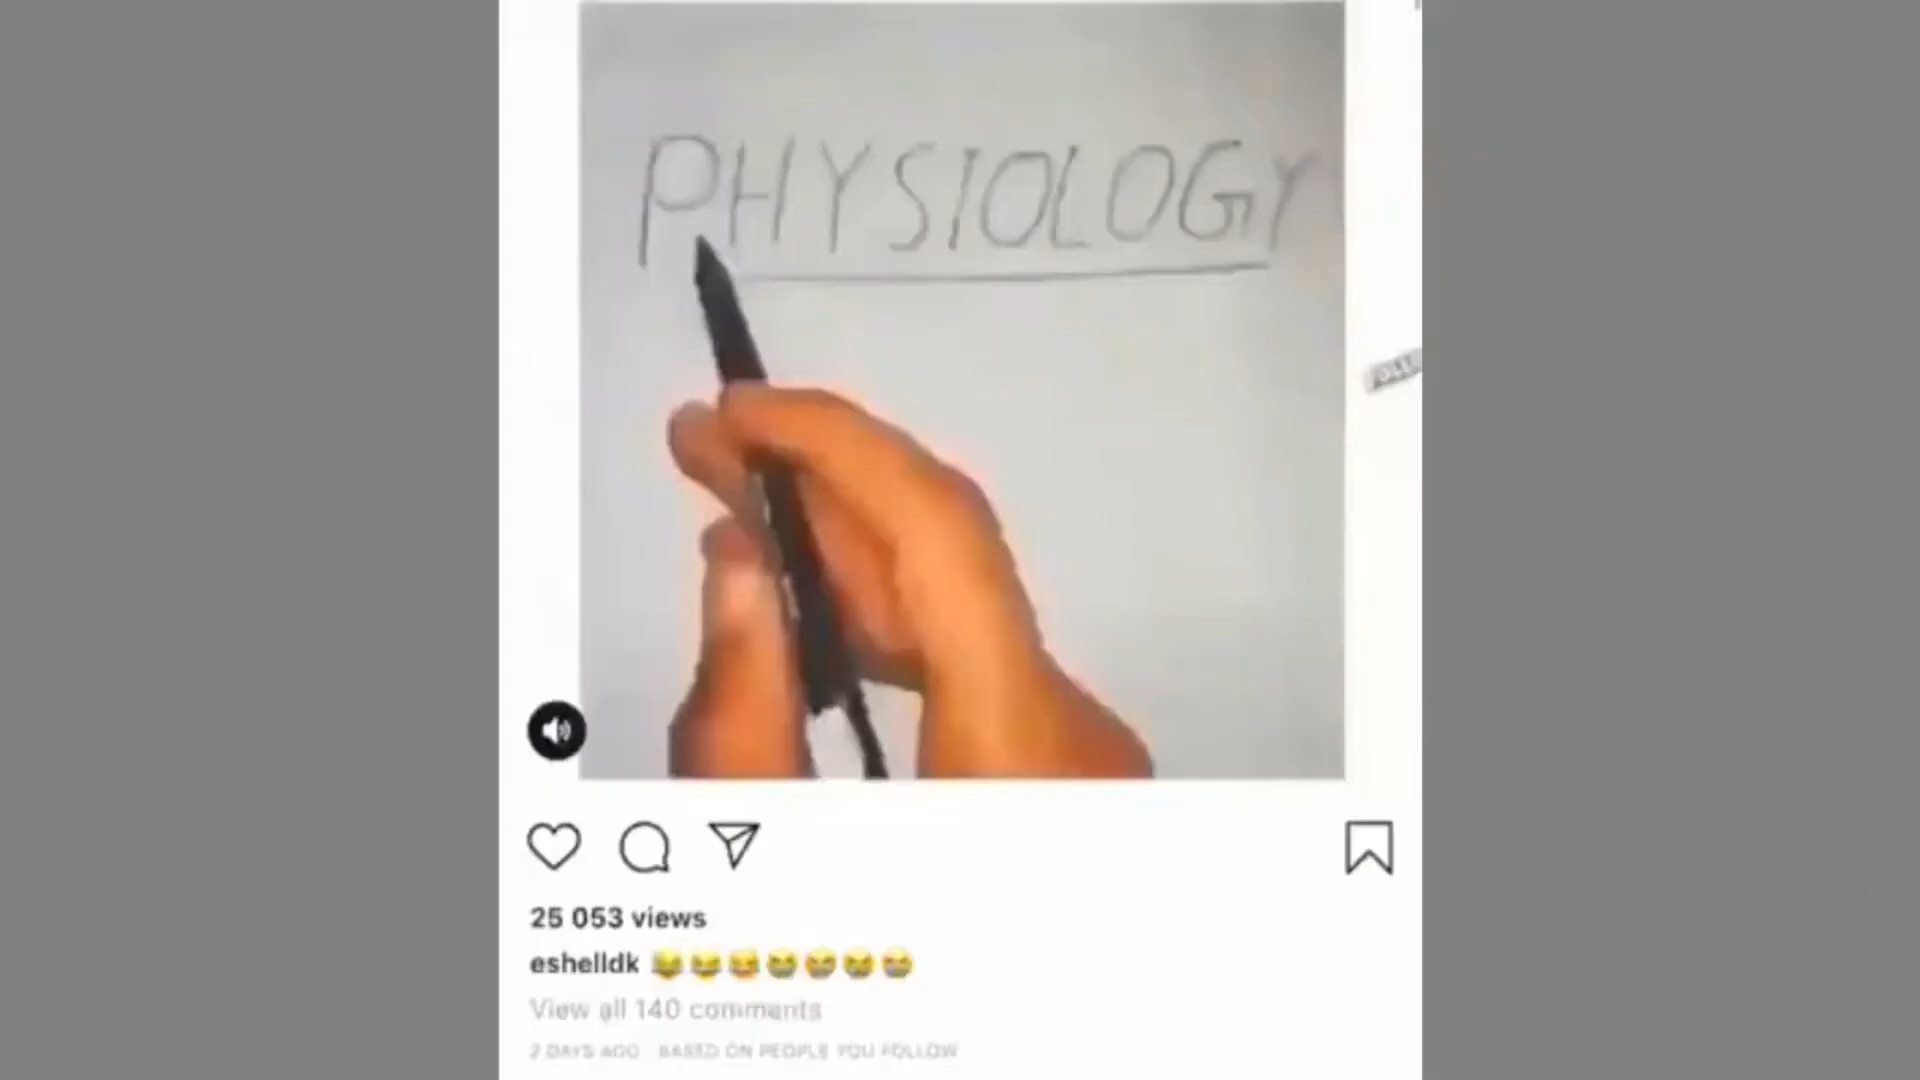 PHYSIOLOGY
25 053 views
eshelldk 😂😂😂😂😂😂😂
View all 140 comments
2 DAYS AGO BASED ON PEOPLE YOU FOLLOW